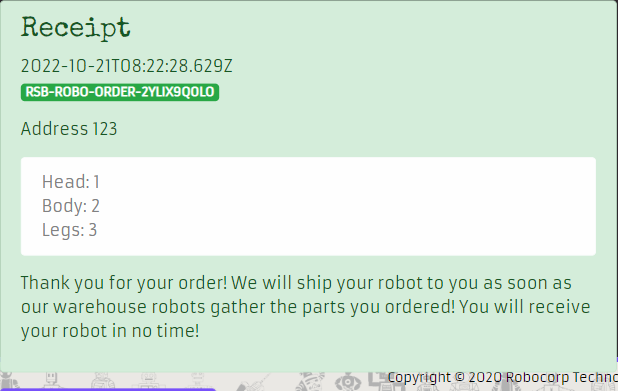 Receipt
2022-10-21T08:22:28.629Z
RSB-ROBO-ORDER-2YLIX9QOLO
Address 123
Head: 1
Body: 2
Legs: 3
Thank you for your order! We will ship your robot to you as soon as
our warehouse robots gather the parts you ordered! You will receive
your robot in no time!
Copyright © 2020 Robocorp Techno